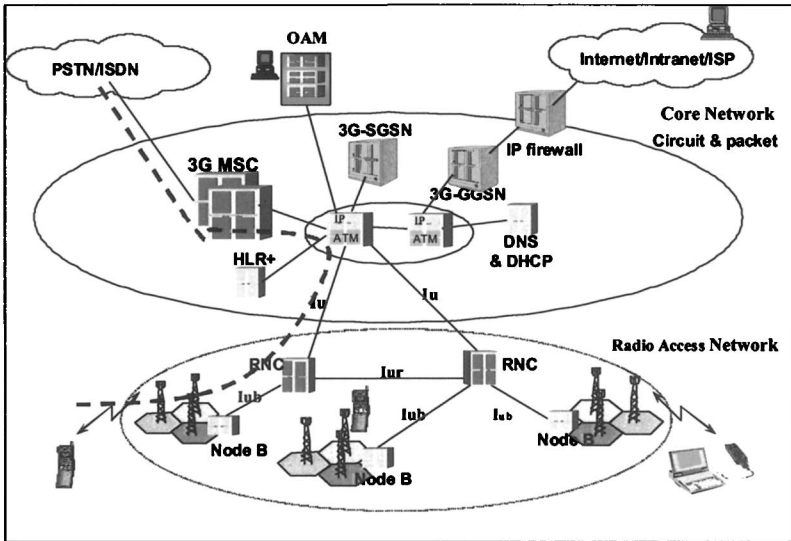 OAM
PSTN/ISDN
Internet/Intranet/ISP
Core Network
Circuit & packet
3G-SGSN
IP firewall
3G MSC
3G-GGSN
IP
ATM
IP
ATM
HLR+
DNS
& DHCP
Iu
Iu
Radio Access Network
RNC
Iur
RNC
Iub
Iub
Iub
Node B
Node B
Node B